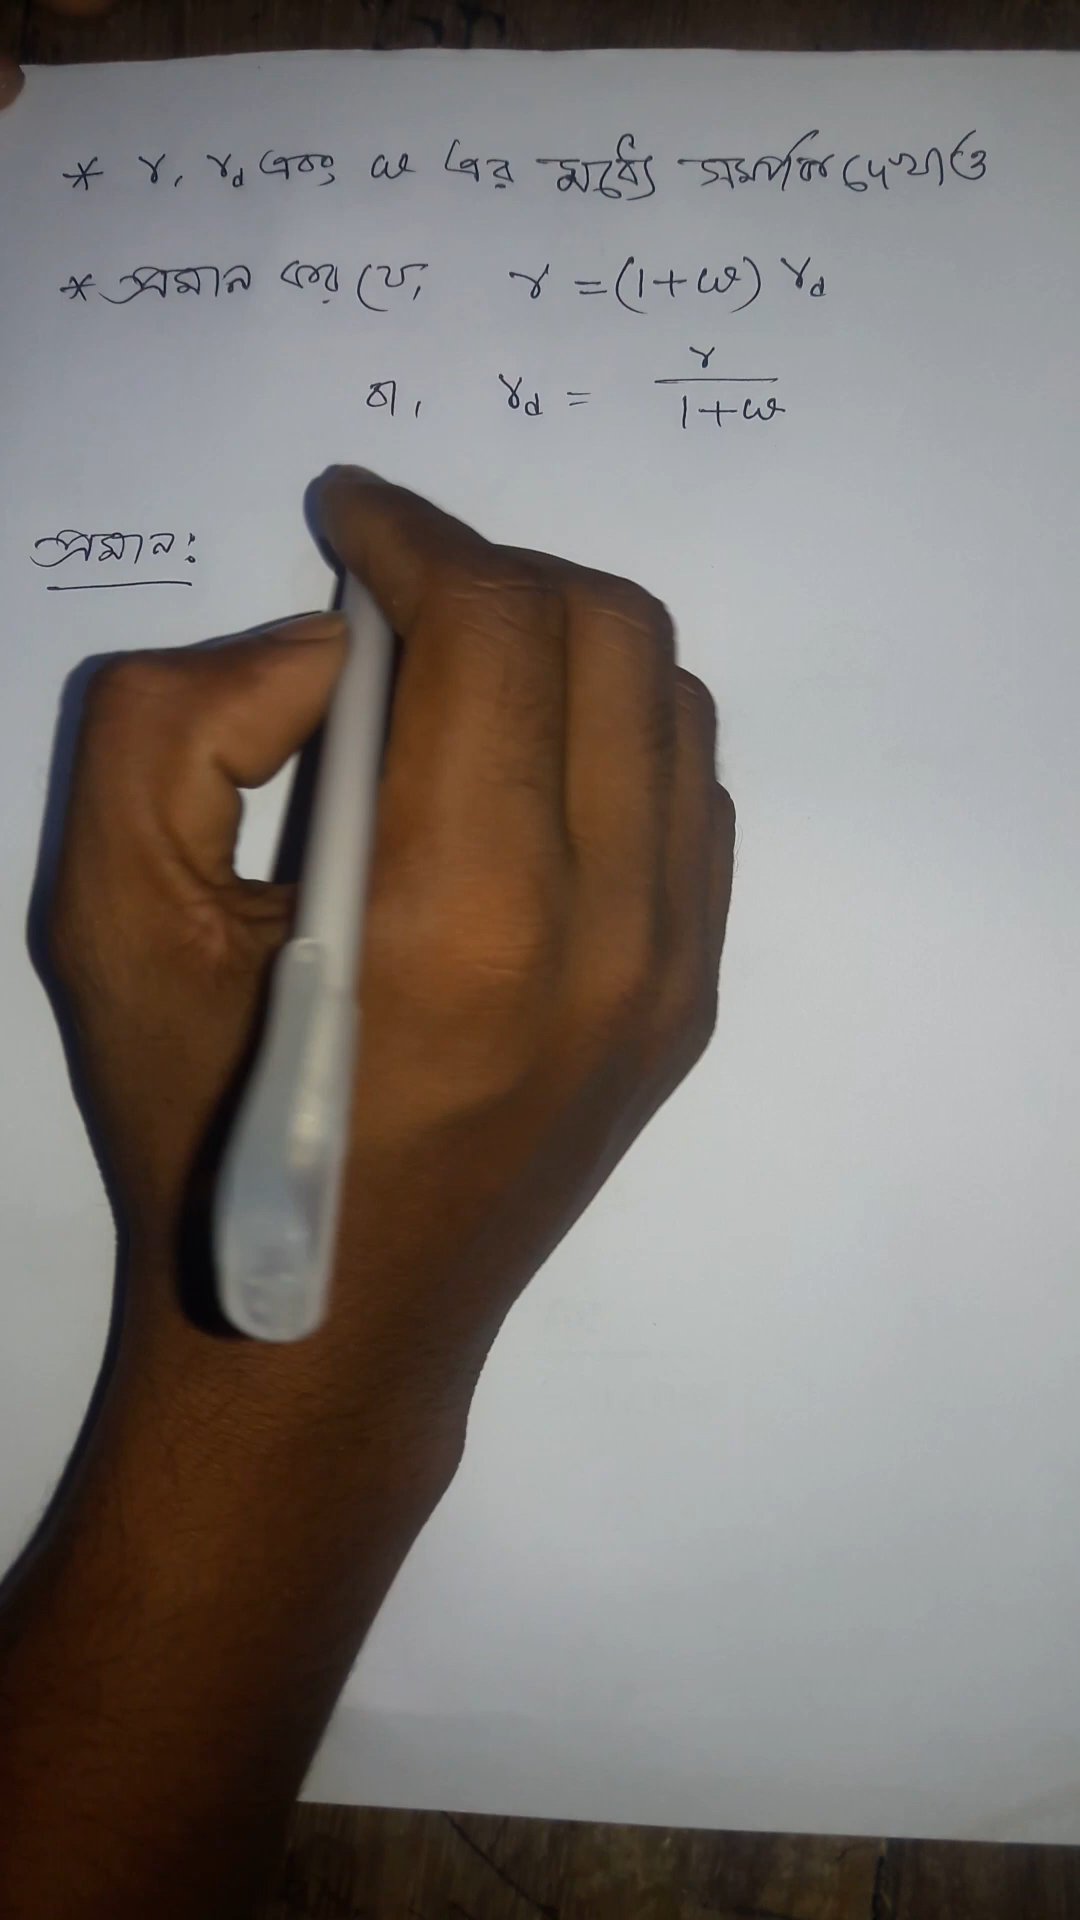 * γ, γd এবং ω এর মধ্যে সম্পর্ক দেখাও
* প্রমান কর যে, γ = (1+ω) γd
বা, γd = γ / (1+ω)
প্রমান: